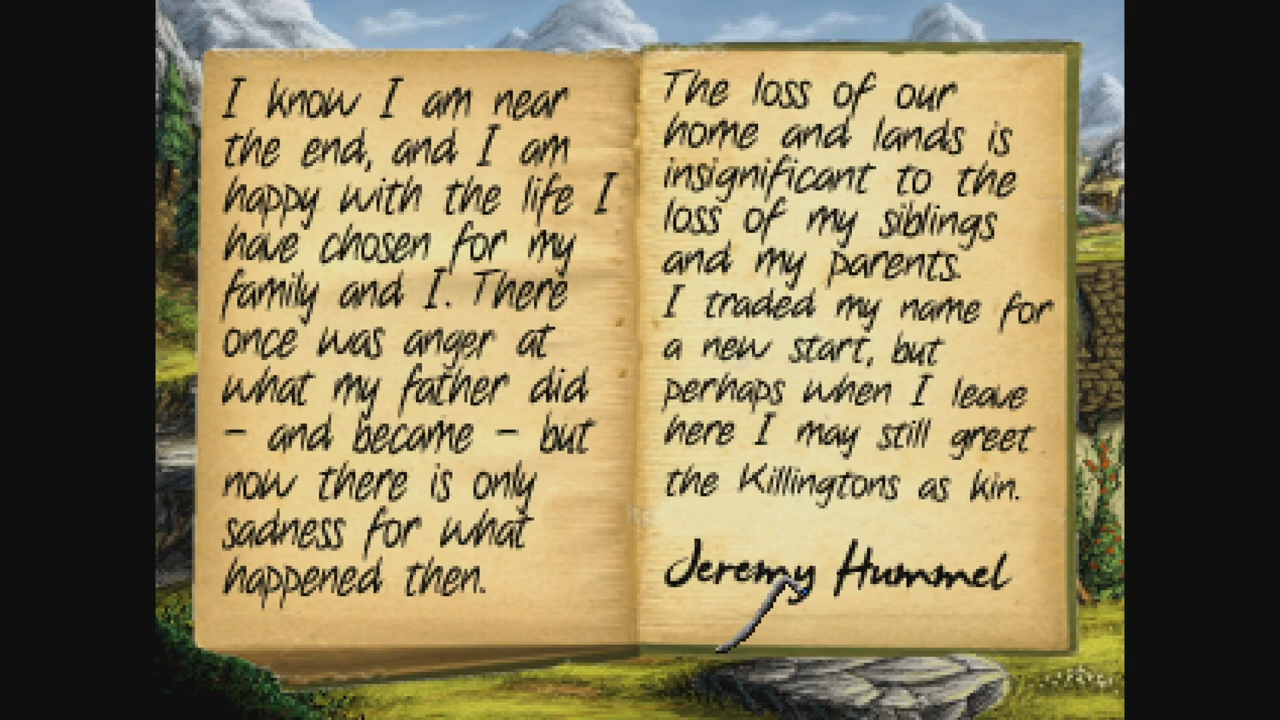 I know I am near
the end, and I am
happy with the life I
have chosen for my
family and I. There
once was anger at
what my father did
- and became - but
now there is only
sadness for what
happened then.
The loss of our
home and lands is
insignificant to the
loss of my siblings
and my parents.
I traded my name for
a new start, but
perhaps when I leave
here I may still greet
the Killingtons as kin.
Jeremy Hummel